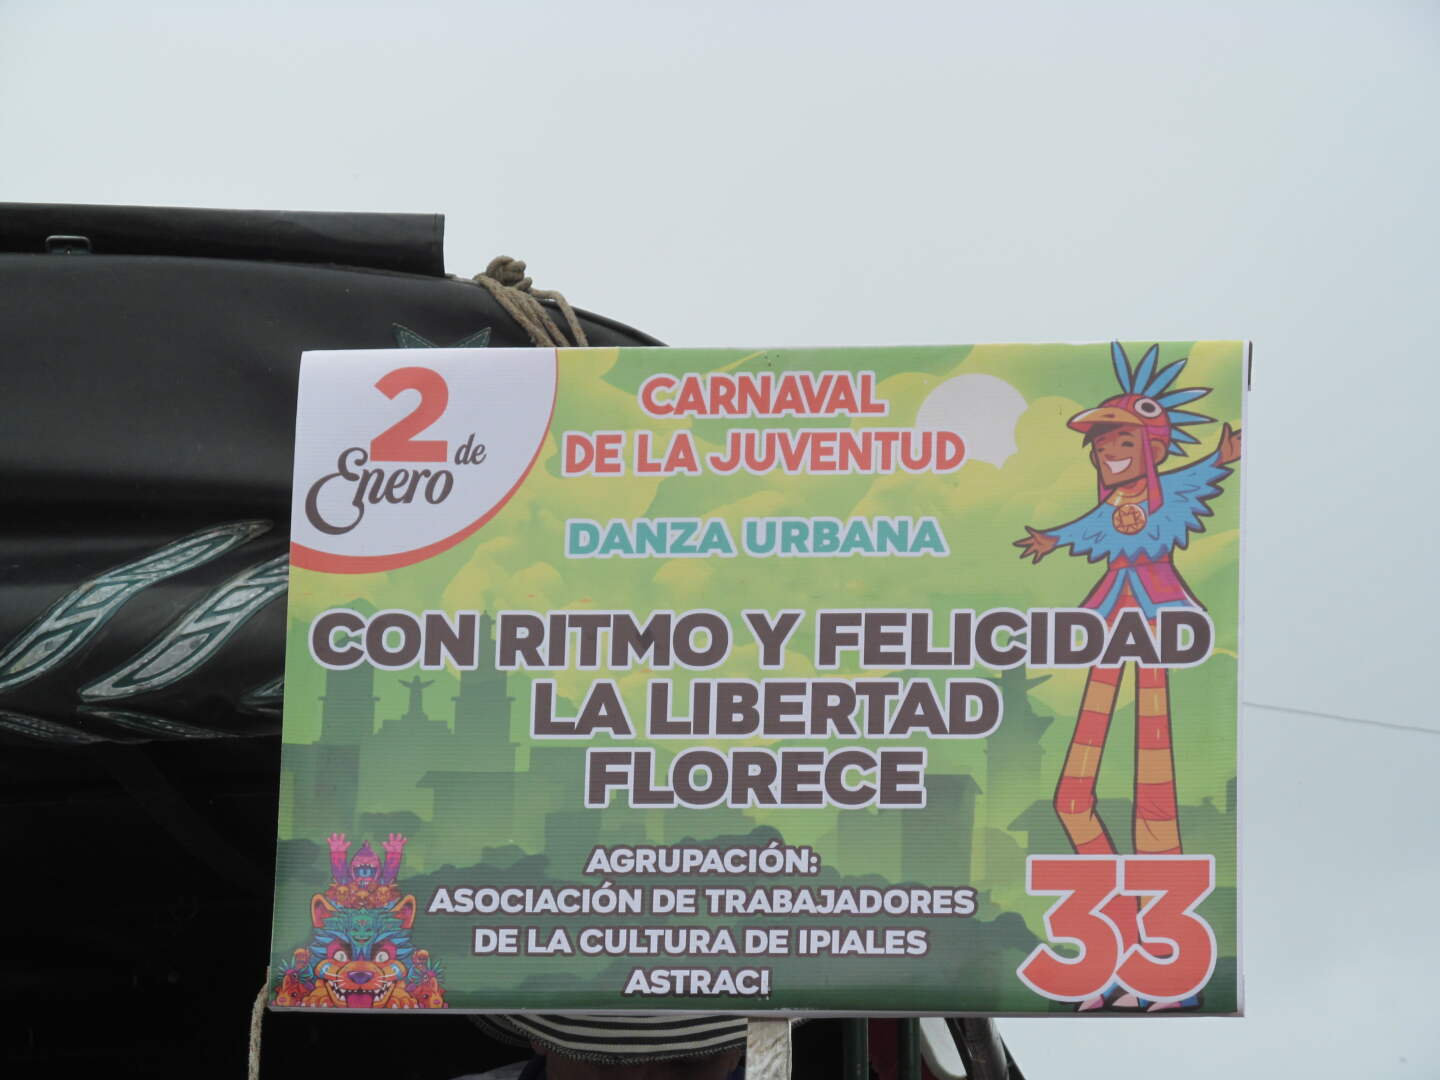 2 de
Enero
CARNAVAL
DE LA JUVENTUD
DANZA URBANA
CON RITMO Y FELICIDAD
LA LIBERTAD
FLORECE
AGRUPACIÓN:
ASOCIACIÓN DE TRABAJADORES
DE LA CULTURA DE IPIALES
ASTRACI
33